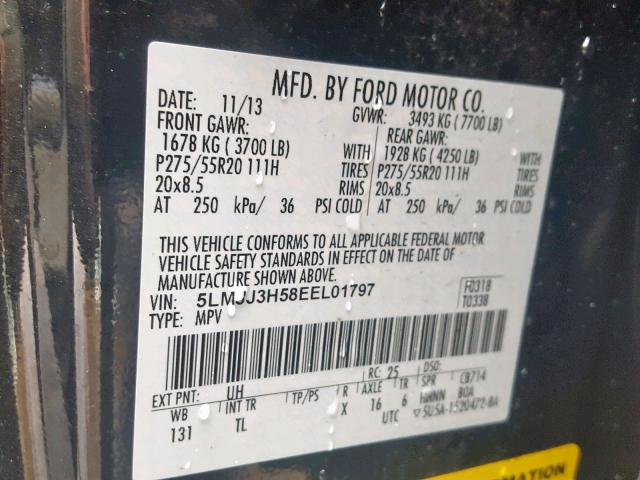 MFD. BY FORD MOTOR CO.
DATE: 11/13 GVWR: 3493 KG (7700 LB)
FRONT GAWR: REAR GAWR:
1678 KG (3700 LB) WITH 1928 KG (4250 LB) WITH
P275/55R20 111H TIRES P275/55R20 111H TIRES
20x8.5 RIMS 20x8.5 RIMS
AT 250 kPa/ 36 PSI COLD AT 250 kPa/ 36 PSI COLD
THIS VEHICLE CONFORMS TO ALL APPLICABLE FEDERAL MOTOR
VEHICLE SAFETY STANDARDS IN EFFECT ON THE DATE OF
MANUFACTURE SHOWN ABOVE.
VIN: 5LMJJ3H58EEL01797 F0318
TYPE: MPV T0338
EXT PNT: UH RC: 25 DSO:
WB INT TR TP/PS R AXLE TR SPR CB714
131 TL X 16 6 BOA
UTC ▽5U5A-1520472-BA
MATION